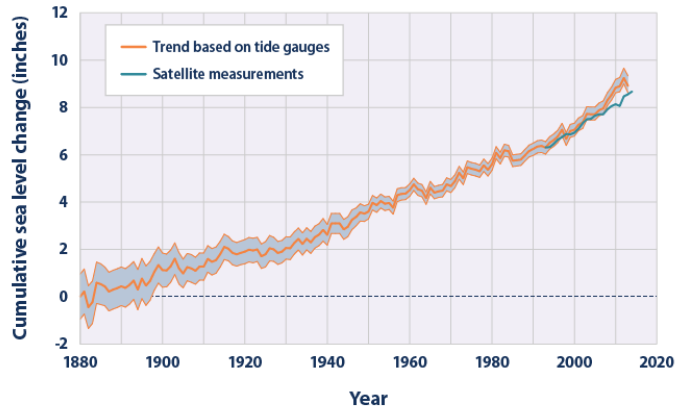 Cumulative sea level change (inches)
12
10
8
6
4
2
0
-2
Trend based on tide gauges
Satellite measurements
1880 1900 1920 1940 1960 1980 2000 2020
Year